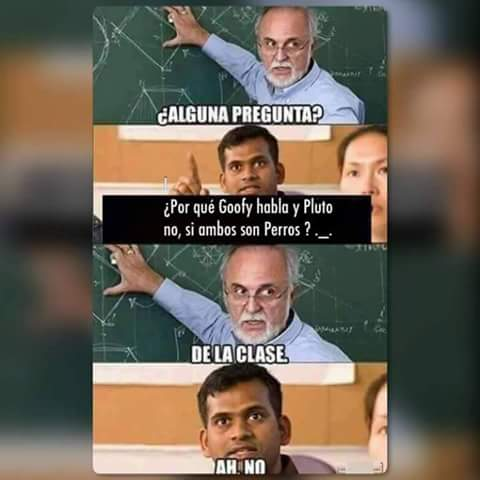 ¿ALGUNA PREGUNTA?
¿Por qué Goofy habla y Pluto
no, si ambos son Perros ? ._.
DE LA CLASE.
AH, NO